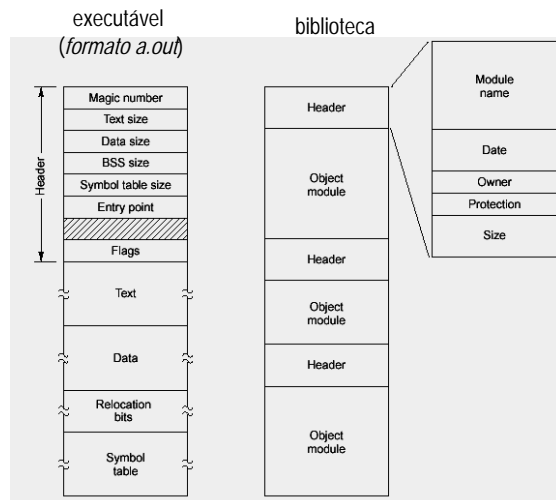 executável
(formato a.out)
Header
Magic number
Text size
Data size
BSS size
Symbol table size
Entry point
Flags
Text
Data
Relocation
bits
Symbol
table
biblioteca
Header
Object
module
Header
Object
module
Header
Object
module
Module
name
Date
Owner
Protection
Size